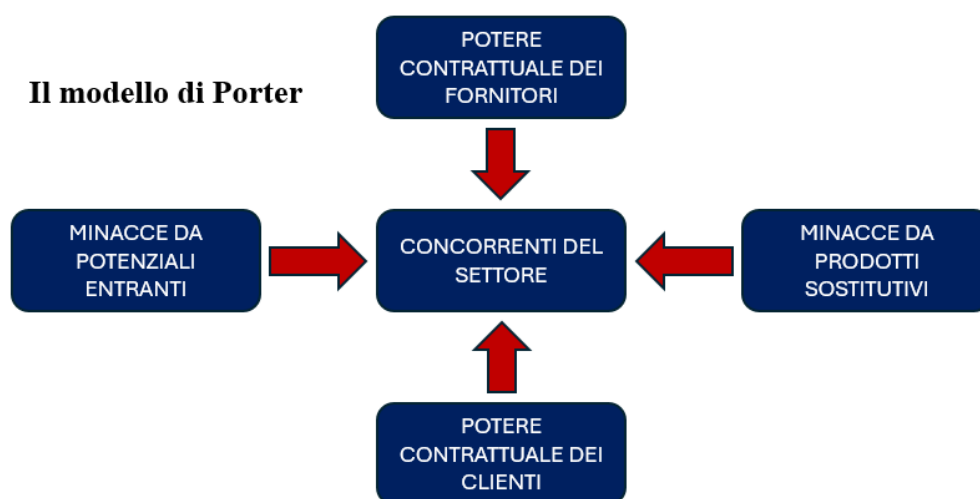 Il modello di Porter
POTERE
CONTRATTUALE DEI
FORNITORI
MINACCE DA
POTENZIALI
ENTRANTI
CONCORRENTI DEL
SETTORE
MINACCE DA
PRODOTTI
SOSTITUTIVI
POTERE
CONTRATTUALE DEI
CLIENTI